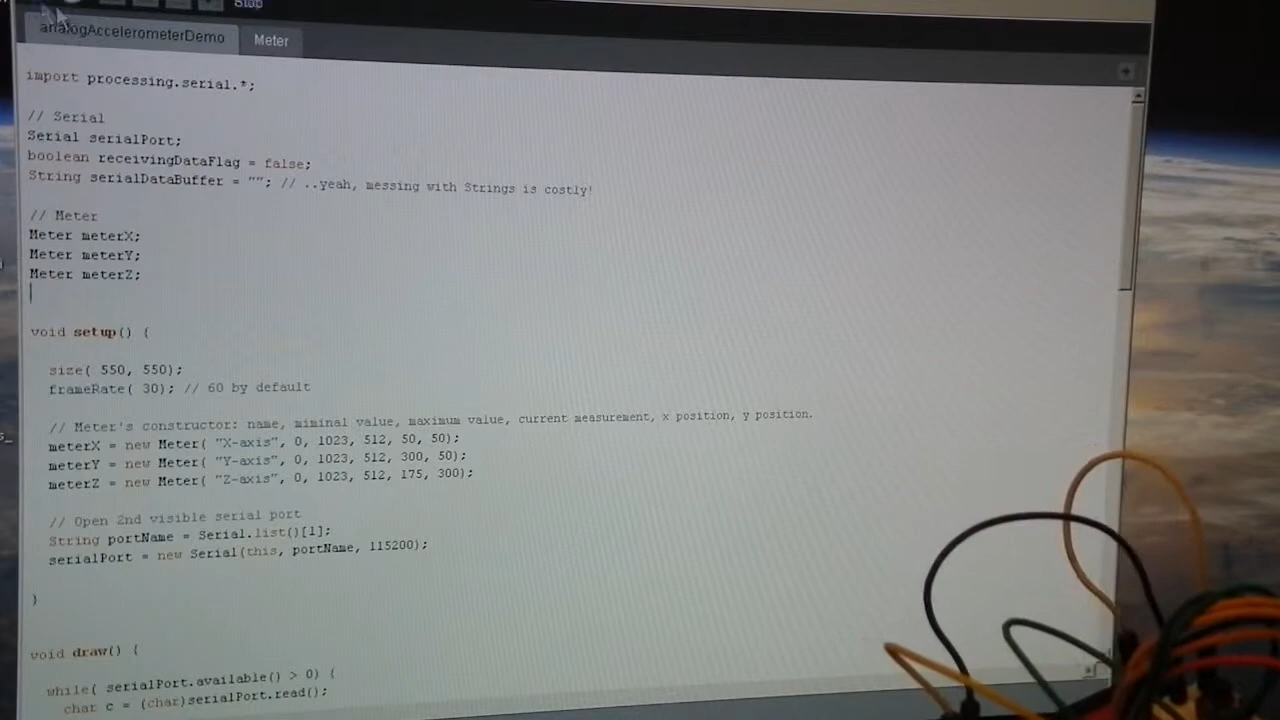 Stop
analogAccelerometerDemo Meter
import processing.serial.*;
// Serial
Serial serialPort;
boolean receivingDataFlag = false;
String serialDataBuffer = ""; // ..yeah, messing with Strings is costly!
// Meter
Meter meterX;
Meter meterY;
Meter meterZ;
void setup() {
size( 550, 550);
frameRate( 30); // 60 by default
// Meter's constructor: name, miminal value, maximum value, current measurement, x position, y position.
meterX = new Meter( "X-axis", 0, 1023, 512, 50, 50);
meterY = new Meter( "Y-axis", 0, 1023, 512, 300, 50);
meterZ = new Meter( "Z-axis", 0, 1023, 512, 175, 300);
// Open 2nd visible serial port
String portName = Serial.list()[1];
serialPort = new Serial(this, portName, 115200);
}
void draw() {
while( serialPort.available() > 0) {
char c = (char)serialPort.read();